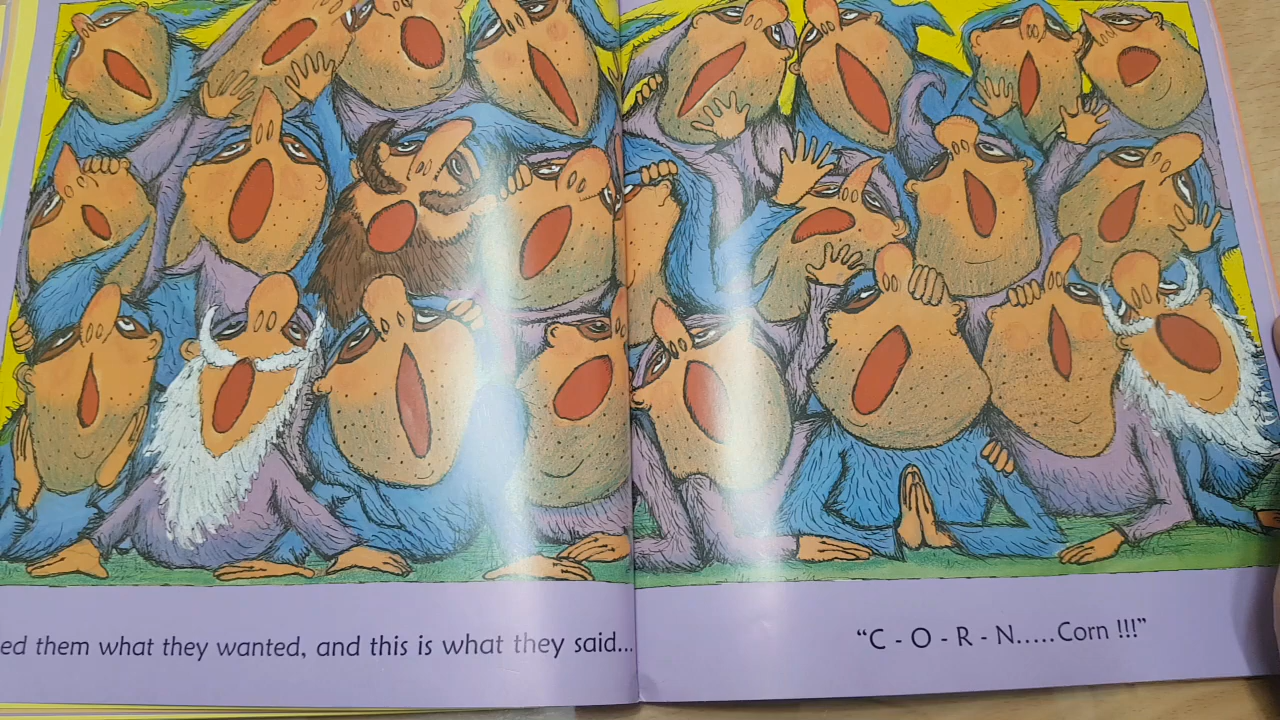 ed them what they wanted, and this is what they said...
“C - O - R - N.....Corn !!!”